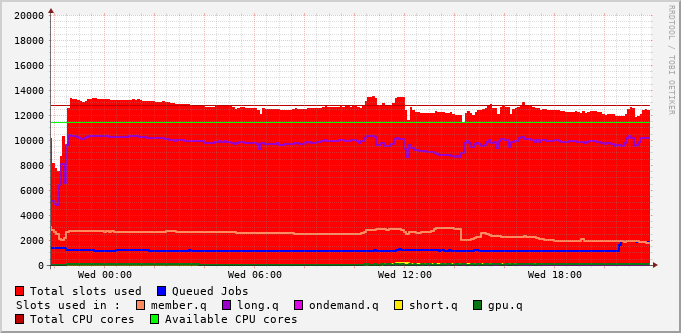 20000
18000
16000
14000
12000
10000
8000
6000
4000
2000
0
Wed 00:00 Wed 06:00 Wed 12:00 Wed 18:00
RRDTOOL / TOBI OETIKER
Total slots used Queued Jobs
Slots used in : member.q long.q ondemand.q short.q gpu.q
Total CPU cores Available CPU cores